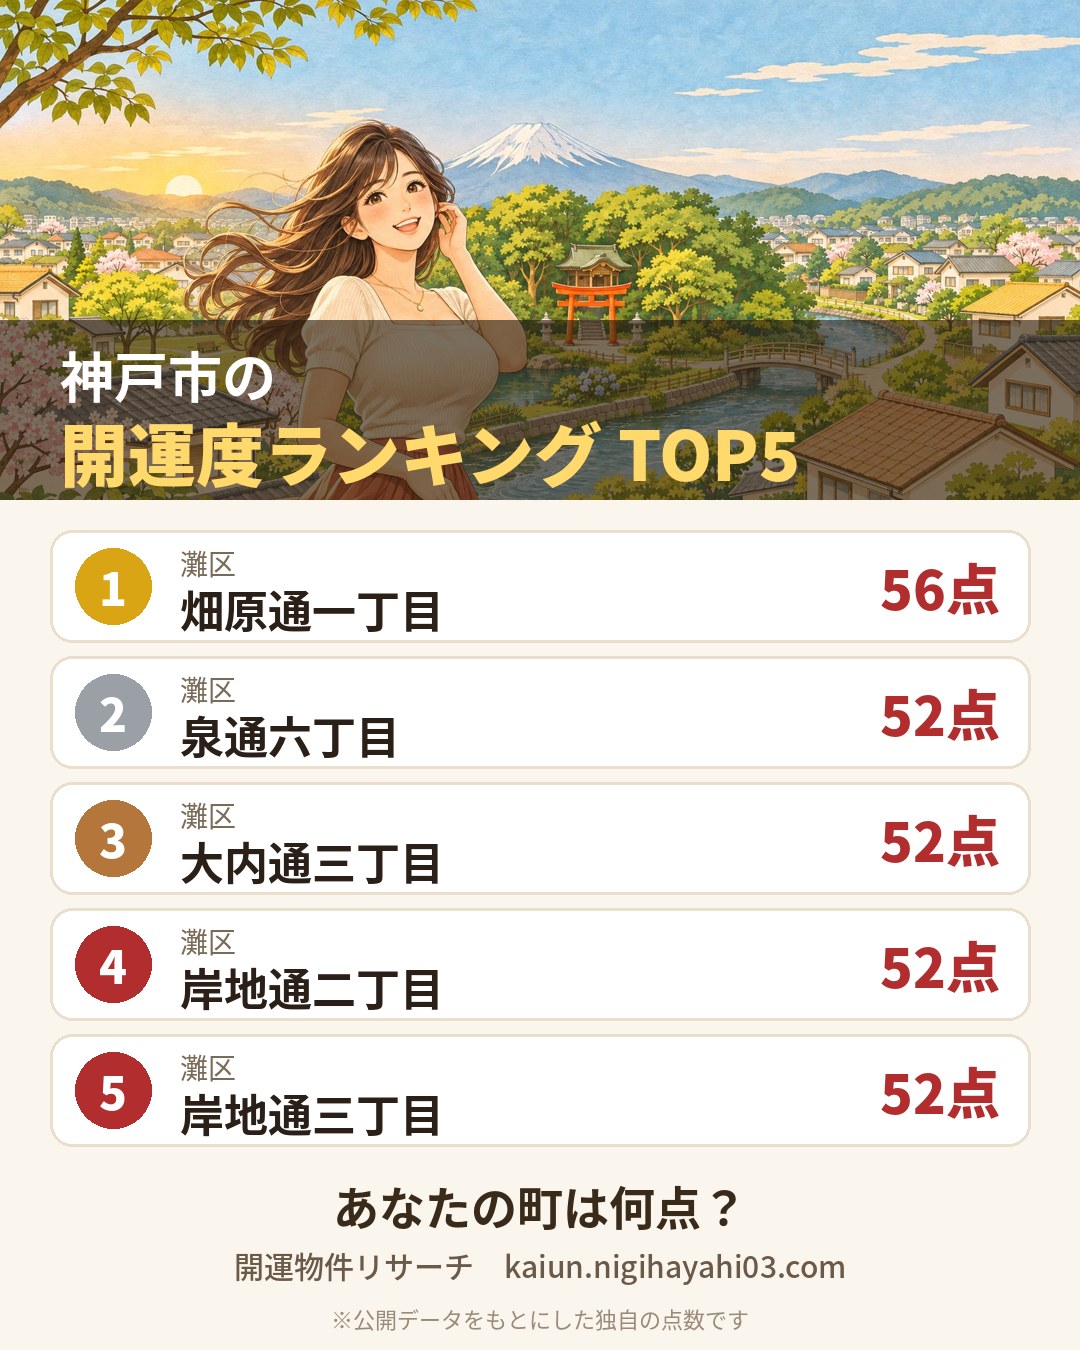 神戸市の
開運度ランキング TOP5
1
灘区
畑原通一丁目
56点
2
灘区
泉通六丁目
52点
3
灘区
大内通三丁目
52点
4
灘区
岸地通二丁目
52点
5
灘区
岸地通三丁目
52点
あなたの町は何点？
開運物件リサーチ　kaiun.nigihayahi03.com
※公開データをもとにした独自の点数です